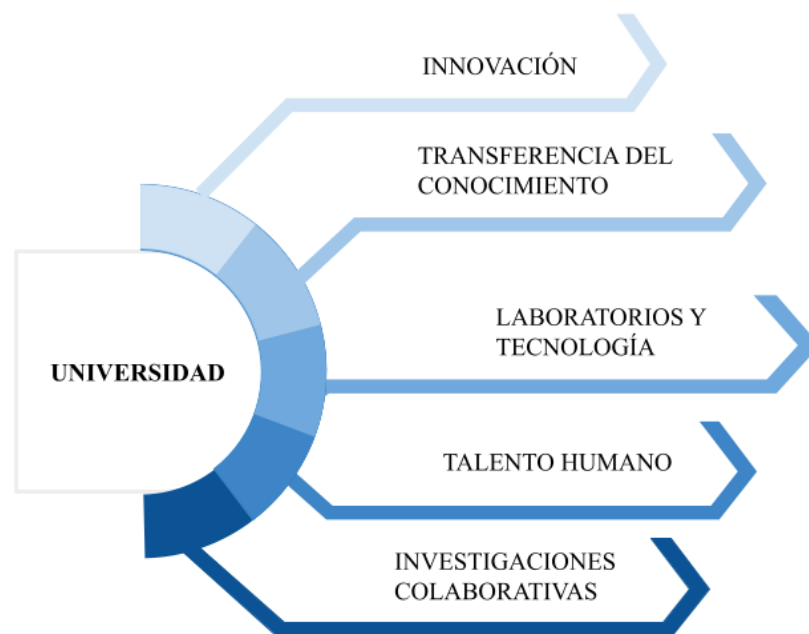 INNOVACIÓN
TRANSFERENCIA DEL
CONOCIMIENTO
LABORATORIOS Y
TECNOLOGÍA
UNIVERSIDAD
TALENTO HUMANO
INVESTIGACIONES
COLABORATIVAS